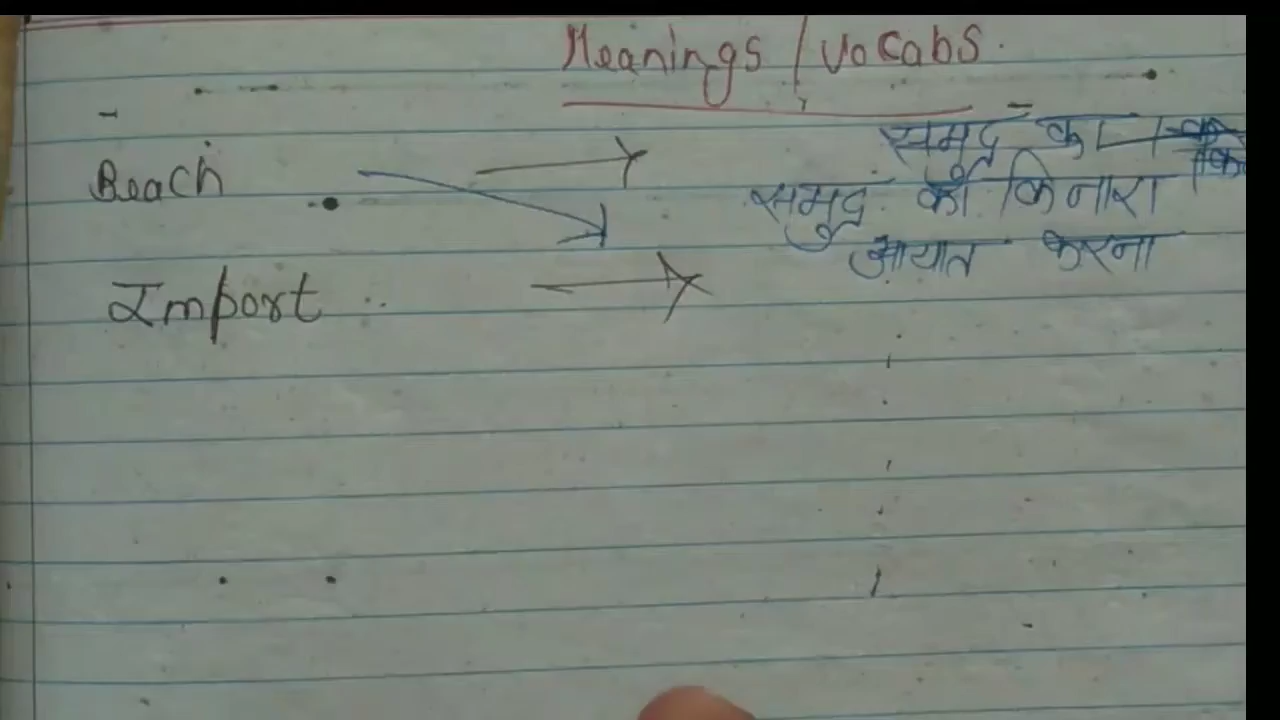 Meanings / Vocabs.
समुद्र का
Beach → समुद्र का किनारा
Import → आयात करना